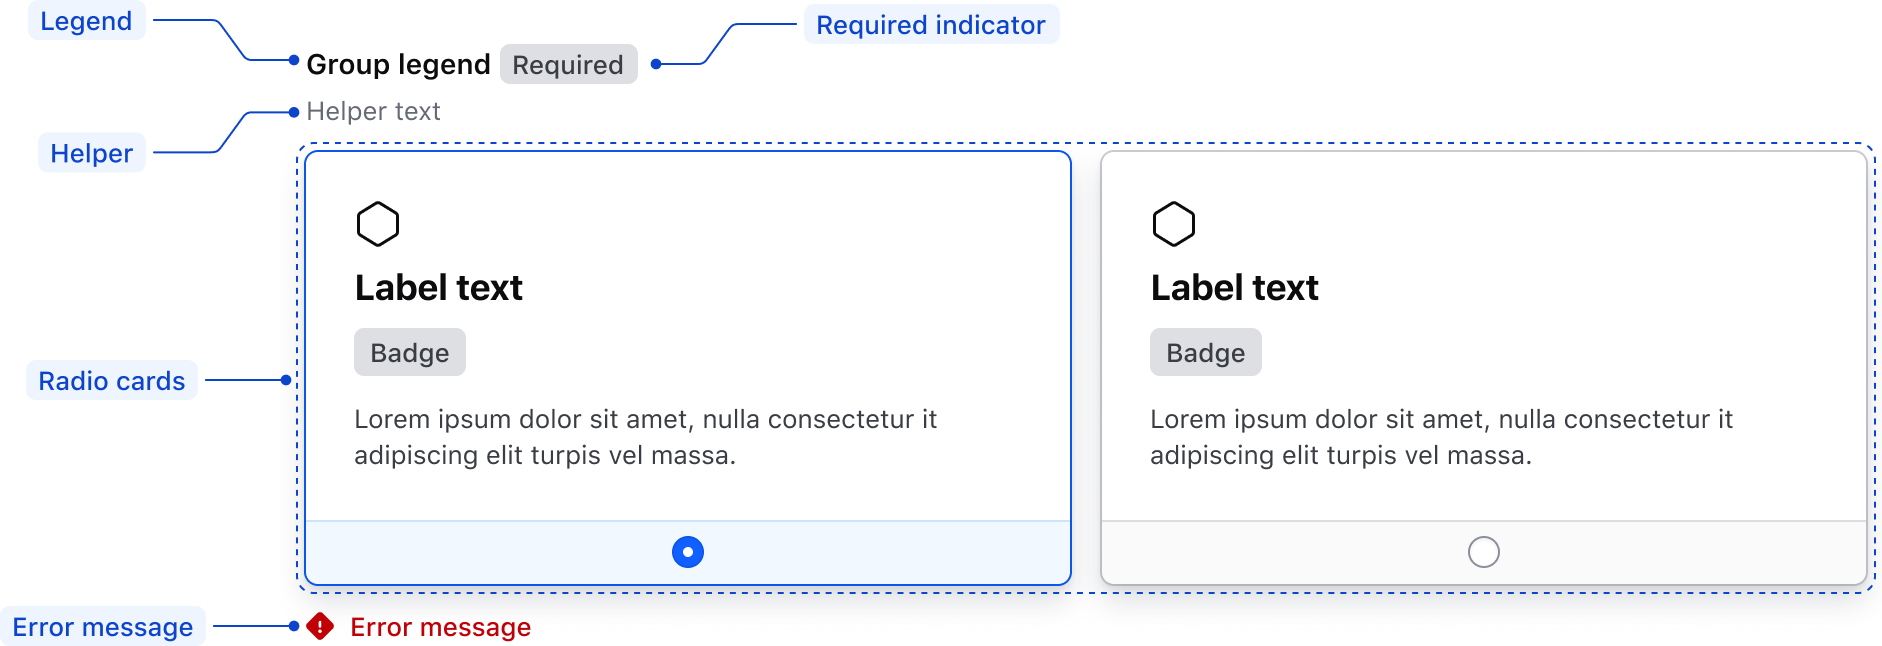 Legend
Required indicator
Group legend Required
Helper text
Helper
Label text
Badge
Lorem ipsum dolor sit amet, nulla consectetur it
adipiscing elit turpis vel massa.
Label text
Badge
Lorem ipsum dolor sit amet, nulla consectetur it
adipiscing elit turpis vel massa.
Radio cards
Error message
Error message